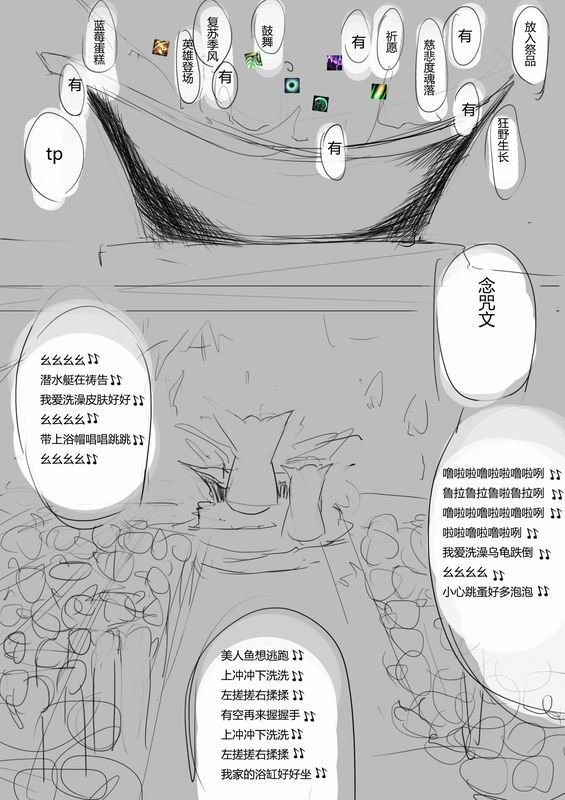 放入祭品
有
慈悲度魂落
祈愿
有
鼓舞
复苏季风
英雄登场
有
蓝莓蛋糕
有
有
有
狂野生长
tp
念咒文
幺幺幺幺♪♪
潜水艇在祷告♪♪
我爱洗澡皮肤好好♪♪
幺幺幺幺♪♪
带上浴帽唱唱跳跳♪♪
幺幺幺幺♪♪
噜啦啦噜啦啦噜啦咧♪♪
鲁拉鲁拉鲁啦鲁拉咧♪♪
噜啦啦噜啦啦噜啦咧♪♪
啦啦噜啦噜啦咧♪♪
我爱洗澡乌龟跌倒♪♪
幺幺幺幺♪♪
小心跳蚤好多泡泡♪♪
美人鱼想逃跑♪♪
上冲冲下洗洗♪♪
左搓搓右揉揉♪♪
有空再来握握手♪♪
上冲冲下洗洗♪♪
左搓搓右揉揉♪♪
我家的浴缸好好坐♪♪